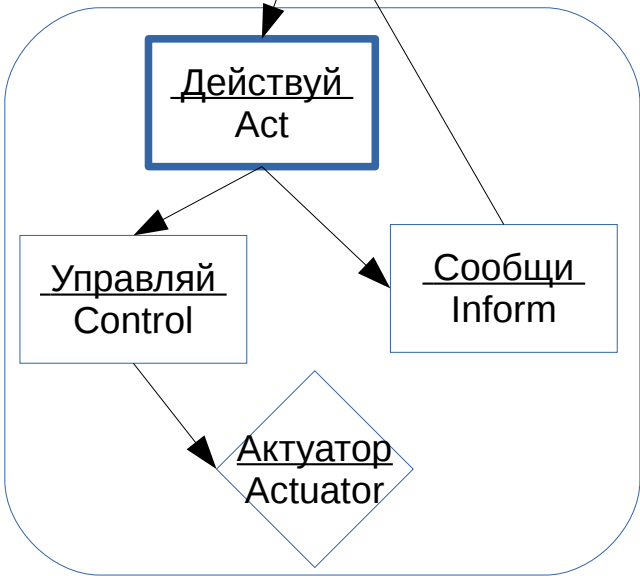 Действуй
Act
Управляй
Control
Сообщи
Inform
Актуатор
Actuator